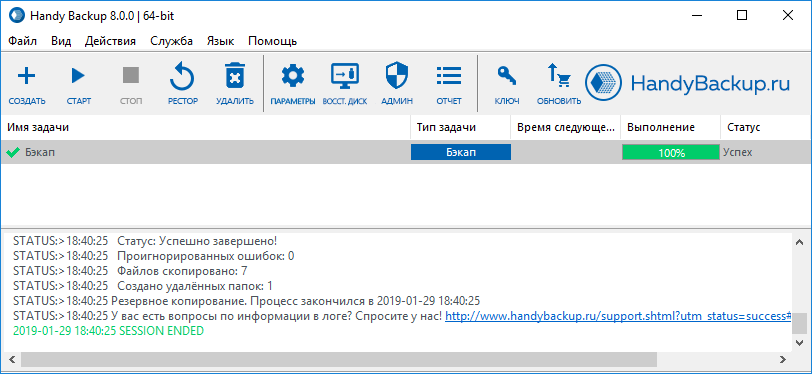 Handy Backup 8.0.0 | 64-bit
Файл Вид Действия Служба Язык Помощь
СОЗДАТЬ СТАРТ СТОП РЕСТОР УДАЛИТЬ ПАРАМЕТРЫ ВОССТ. ДИСК АДМИН ОТЧЕТ КЛЮЧ ОБНОВИТЬ HandyBackup.ru
Имя задачи Тип задачи Время следующе... Выполнение Статус
Бэкап Бэкап 100% Успех
STATUS:>18:40:25 Статус: Успешно завершено!
STATUS:>18:40:25 Проигнорированных ошибок: 0
STATUS:>18:40:25 Файлов скопировано: 7
STATUS:>18:40:25 Создано удалённых папок: 1
STATUS:>18:40:25 Резервное копирование. Процесс закончился в 2019-01-29 18:40:25
STATUS:>18:40:25 У вас есть вопросы по информации в логе? Спросите у нас! http://www.handybackup.ru/support.shtml?utm_status=success#
2019-01-29 18:40:25 SESSION ENDED